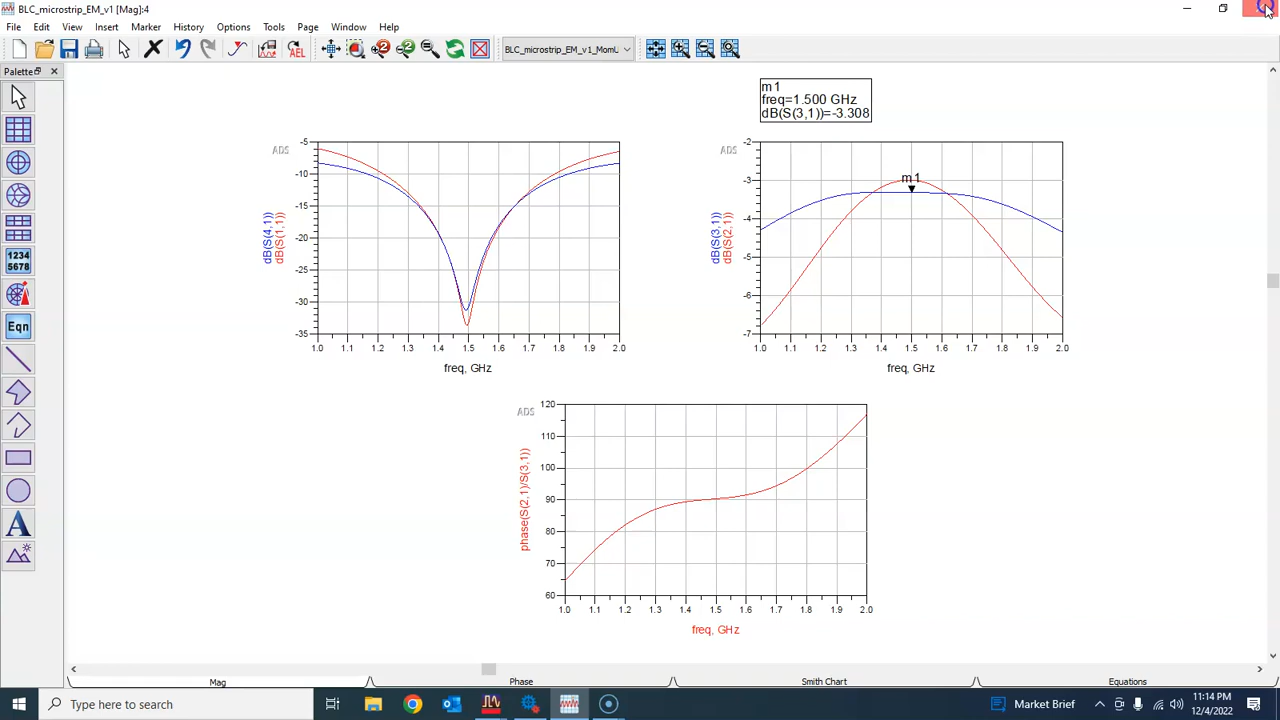 BLC_microstrip_EM_v1 [Mag]:4
File Edit View Insert Marker History Options Tools Page Window Help
BLC_microstrip_EM_v1_MomU
Palette
1234
5678
Eqn
AEL
m1
freq=1.500 GHz
dB(S(3,1))=-3.308
ADS
-5
-10
-15
-20
-25
-30
-35
dB(S(4,1))
dB(S(1,1))
1.0 1.1 1.2 1.3 1.4 1.5 1.6 1.7 1.8 1.9 2.0
freq, GHz
ADS
m1
-2
-3
-4
-5
-6
-7
dB(S(3,1))
dB(S(2,1))
1.0 1.1 1.2 1.3 1.4 1.5 1.6 1.7 1.8 1.9 2.0
freq, GHz
ADS
120
110
100
90
80
70
60
phase(S(2,1)/S(3,1))
1.0 1.1 1.2 1.3 1.4 1.5 1.6 1.7 1.8 1.9 2.0
freq, GHz
Mag Phase Smith Chart Equations
Type here to search
Market Brief
11:14 PM
12/4/2022